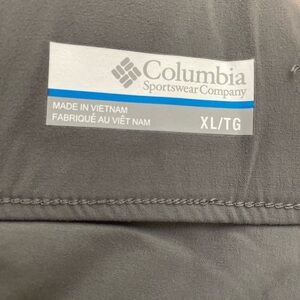 Columbia
Sportswear Company
MADE IN VIETNAM
FABRIQUÉ AU VIÊT NAM
XL/TG